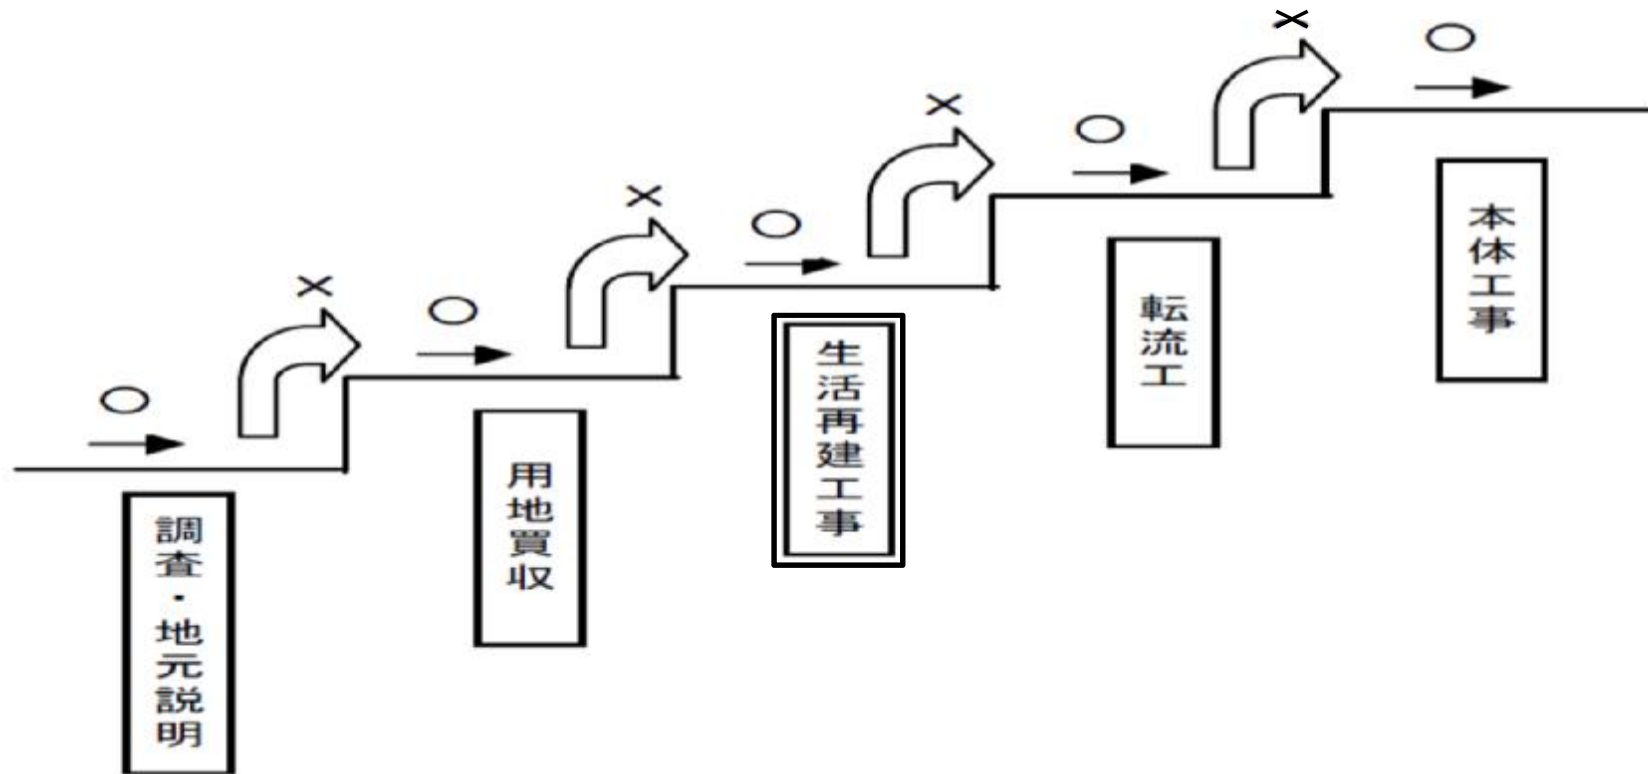 調査・地元説明
用地買収
生活再建工事
転流工
本体工事